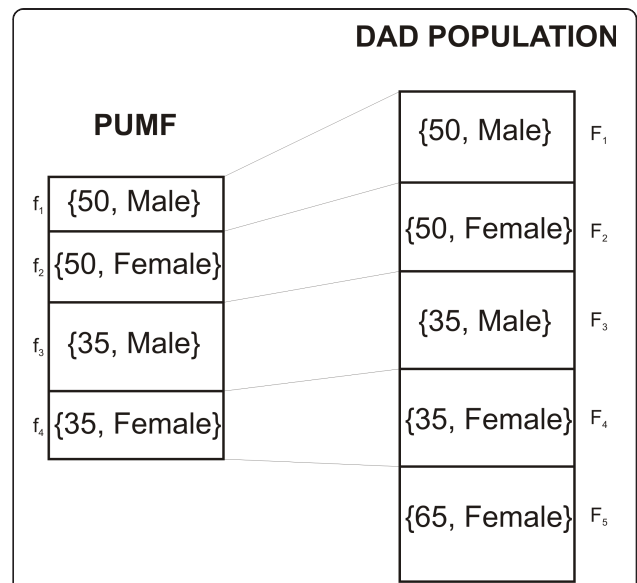 DAD POPULATION
PUMF
{50, Male}
F₁
f₁ {50, Male}
{50, Female}
F₂
f₂ {50, Female}
{35, Male}
F₃
f₃ {35, Male}
{35, Female}
F₄
f₄ {35, Female}
{65, Female}
F₅